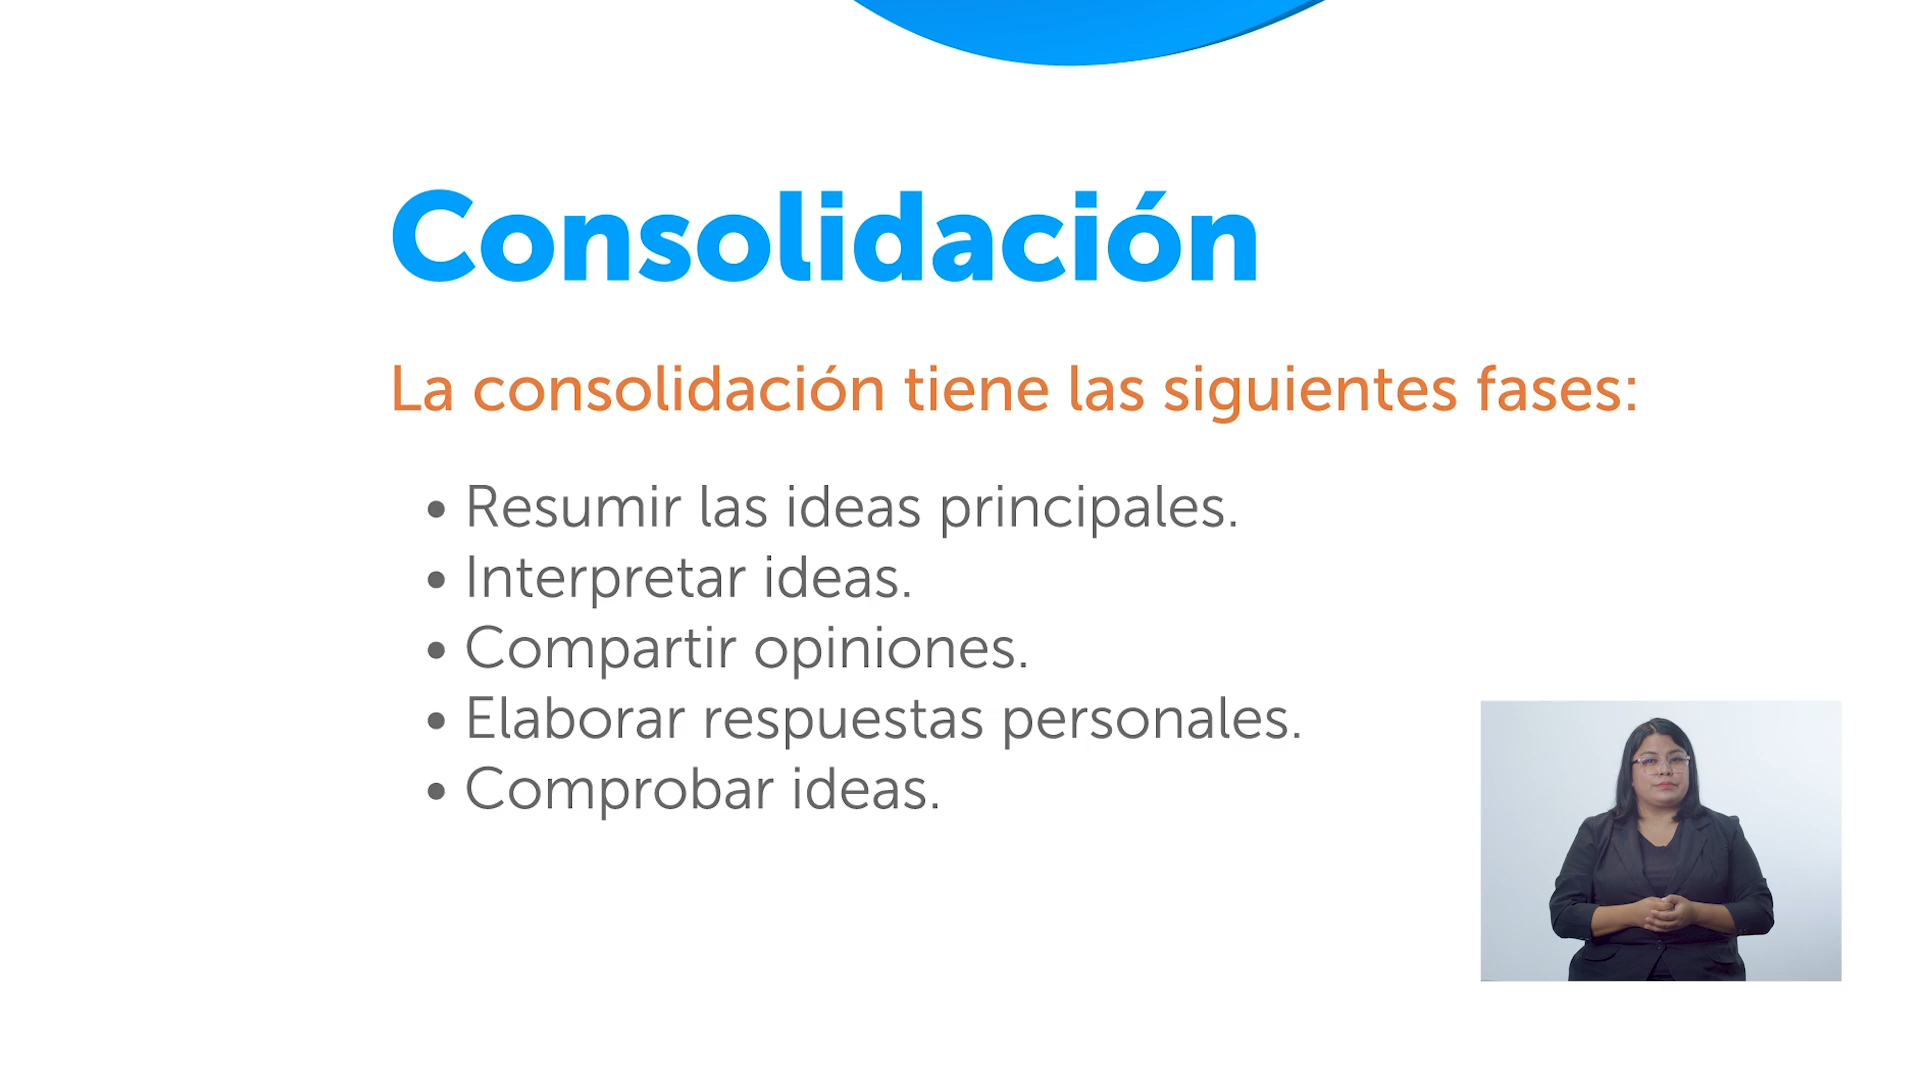 Consolidación
La consolidación tiene las siguientes fases:
• Resumir las ideas principales.
• Interpretar ideas.
• Compartir opiniones.
• Elaborar respuestas personales.
• Comprobar ideas.